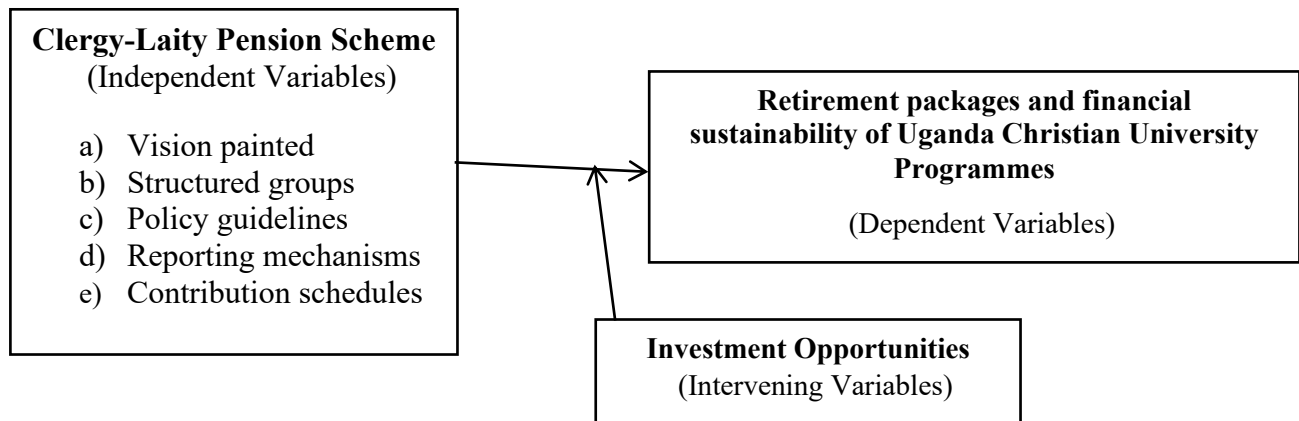 Clergy-Laity Pension Scheme
(Independent Variables)
a) Vision painted
b) Structured groups
c) Policy guidelines
d) Reporting mechanisms
e) Contribution schedules
Retirement packages and financial
sustainability of Uganda Christian University
Programmes
(Dependent Variables)
Investment Opportunities
(Intervening Variables)